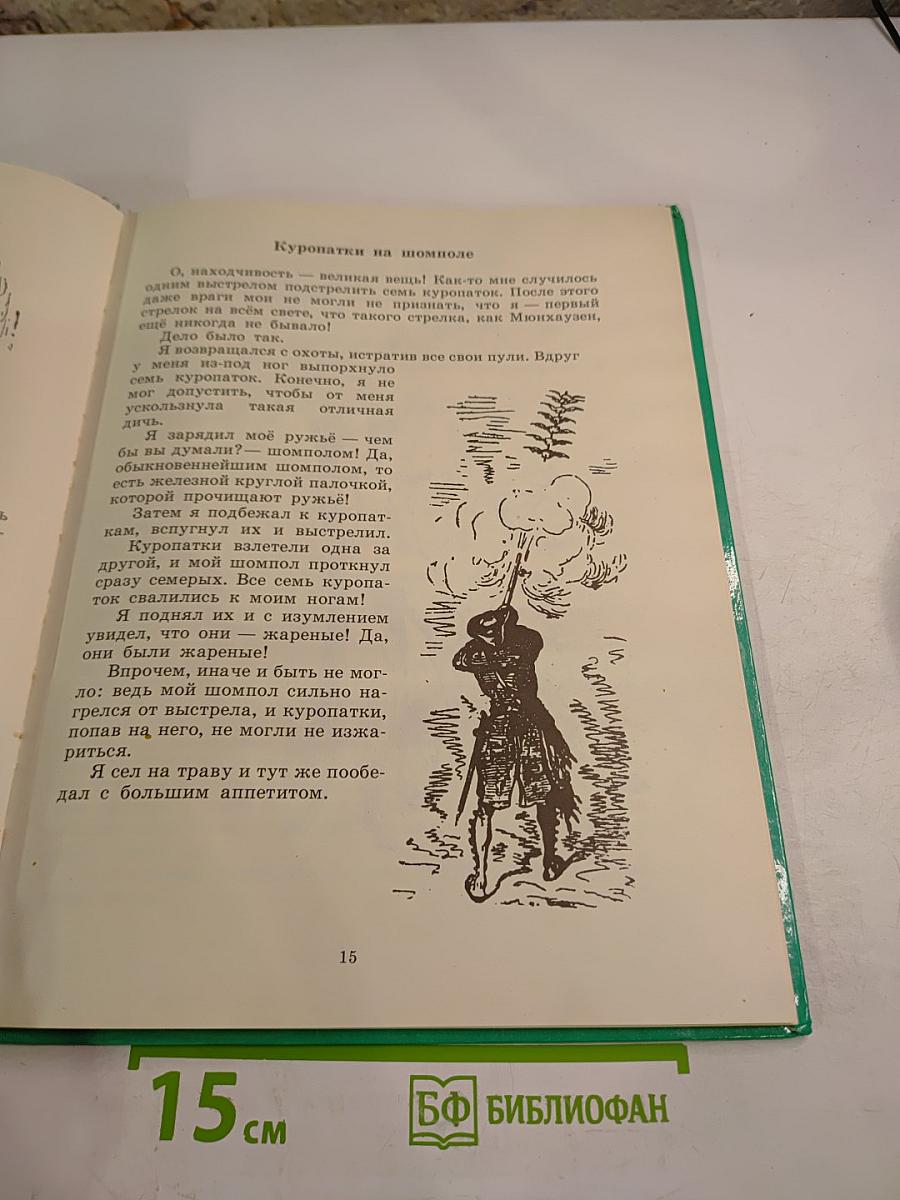 Куропатки на шомполе
О, находчивость — великая вещь! Как-то мне случилось
одним выстрелом подстрелить семь куропаток. После этого
даже враги мои не могли не признать, что я — первый
стрелок на всём свете, что такого стрелка, как Мюнхаузен,
ещё никогда не бывало!
Дело было так.
Я возвращался с охоты, истратив все свои пули. Вдруг
у меня из-под ног выпорхнуло
семь куропаток. Конечно, я не
мог допустить, чтобы от меня
ускользнула такая отличная
дичь.
Я зарядил моё ружьё — чем
бы вы думали? — шомполом! Да,
обыкновеннейшим шомполом, то
есть железной круглой палочкой,
которой прочищают ружьё!
Затем я подбежал к куропат-
кам, вспугнул их и выстрелил.
Куропатки взлетели одна за
другой, и мой шомпол проткнул
сразу семерых. Все семь куропа-
ток свалились к моим ногам!
Я поднял их и с изумлением
увидел, что они — жареные! Да,
они были жареные!
Впрочем, иначе и быть не мог-
ло: ведь мой шомпол сильно на-
грелся от выстрела, и куропатки,
попав на него, не могли не изжа-
риться.
Я сел на траву и тут же пообе-
дал с большим аппетитом.
15
15 см
БФ БИБЛИОФАН